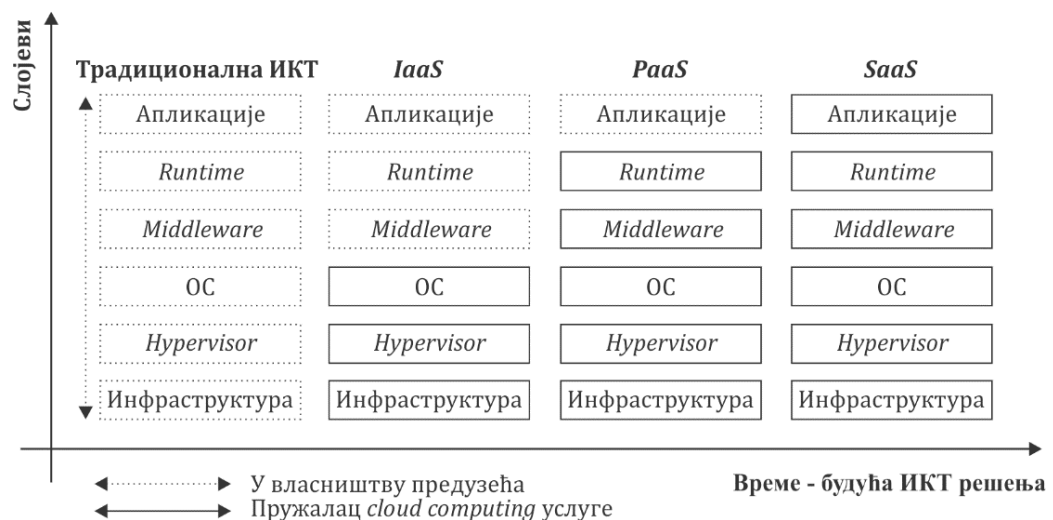 Слојеви
Традиционална ИКТ IaaS PaaS SaaS
Апликације Апликације Апликације Апликације
Runtime Runtime Runtime Runtime
Middleware Middleware Middleware Middleware
ОС ОС ОС ОС
Hypervisor Hypervisor Hypervisor Hypervisor
Инфраструктура Инфраструктура Инфраструктура Инфраструктура
У власништву предузећа
Време - будућа ИКТ решења
Пружалац cloud computing услуге